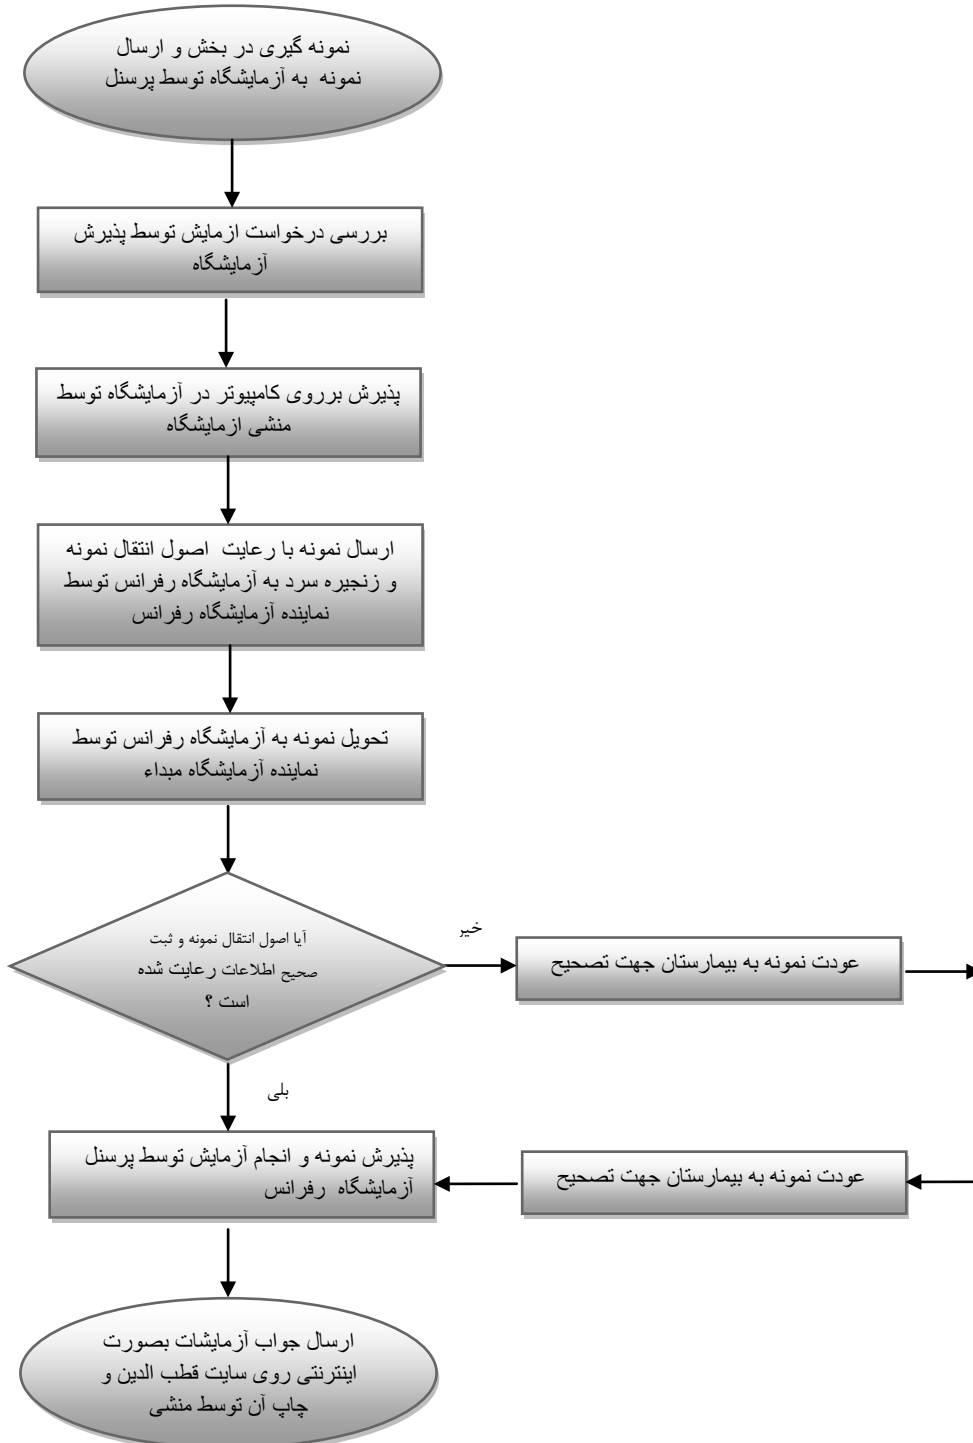 نمونه گیری در بخش و ارسال
نمونه به آزمایشگاه توسط پرسنل
بررسی درخواست ازمایش توسط پذیرش
آزمایشگاه
پذیرش برروی کامپیوتر در آزمایشگاه توسط
منشی ازمایشگاه
ارسال نمونه با رعایت اصول انتقال نمونه
و زنجیره سرد به آزمایشگاه رفرانس توسط
نماینده آزمایشگاه رفرانس
تحویل نمونه به آزمایشگاه رفرانس توسط
نماینده آزمایشگاه مبداء
آیا اصول انتقال نمونه و ثبت
صحیح اطلاعات رعایت شده
است ؟
خیر
عودت نمونه به بیمارستان جهت تصحیح
بلی
پذیرش نمونه و انجام آزمایش توسط پرسنل
آزمایشگاه رفرانس
عودت نمونه به بیمارستان جهت تصحیح
ارسال جواب آزمایشات بصورت
اینترنتی روی سایت قطب الدین و
چاپ آن توسط منشی